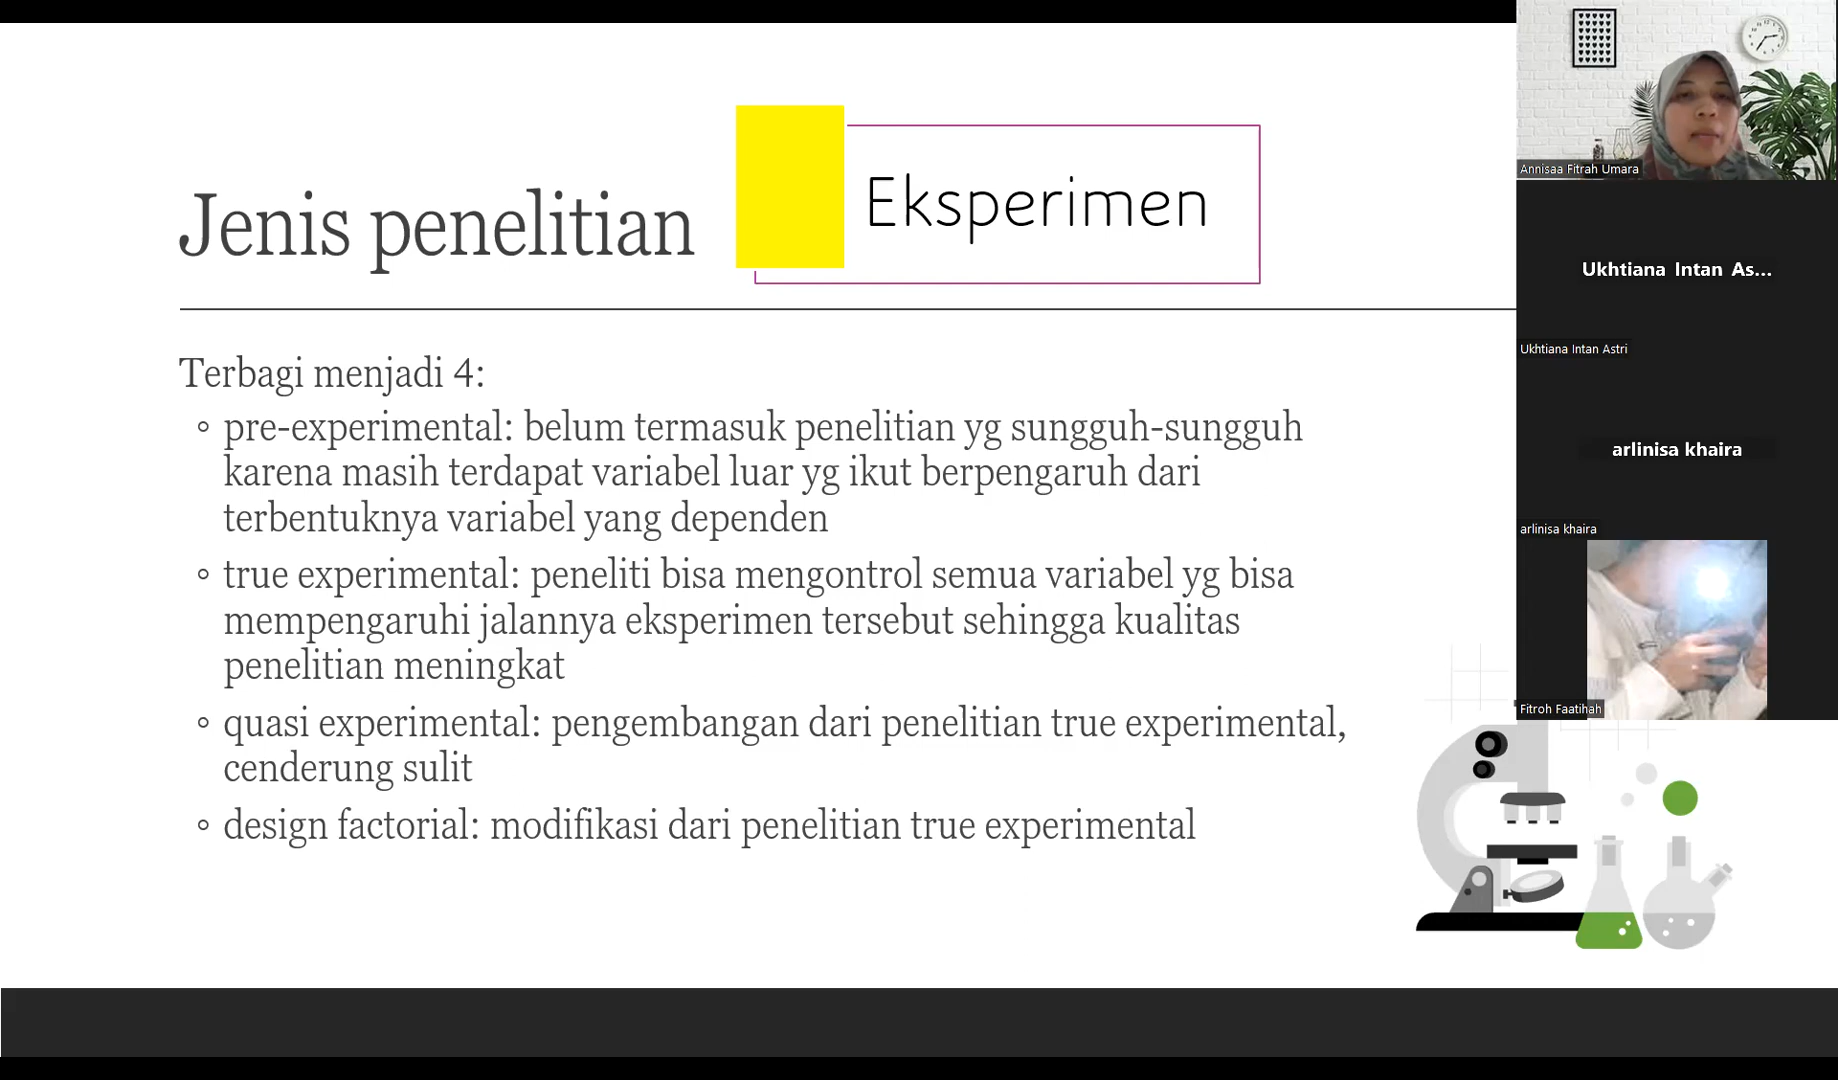 Jenis penelitian
Eksperimen
Terbagi menjadi 4:
◦ pre-experimental: belum termasuk penelitian yg sungguh-sungguh
karena masih terdapat variabel luar yg ikut berpengaruh dari
terbentuknya variabel yang dependen
◦ true experimental: peneliti bisa mengontrol semua variabel yg bisa
mempengaruhi jalannya eksperimen tersebut sehingga kualitas
penelitian meningkat
◦ quasi experimental: pengembangan dari penelitian true experimental,
cenderung sulit
◦ design factorial: modifikasi dari penelitian true experimental
Annisaa Fitrah Umara
Ukhtiana Intan As...
Ukhtiana Intan Astri
arlinisa khaira
arlinisa khaira
Fitroh Faatihah